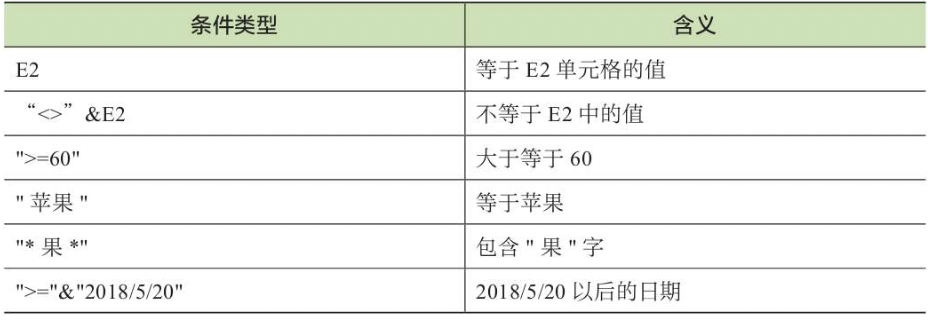 条件类型 含义
E2 等于 E2 单元格的值
“<>”&E2 不等于 E2 中的值
">=60" 大于等于 60
" 苹果 " 等于苹果
"* 果 *" 包含 " 果 " 字
">="&"2018/5/20" 2018/5/20 以后的日期